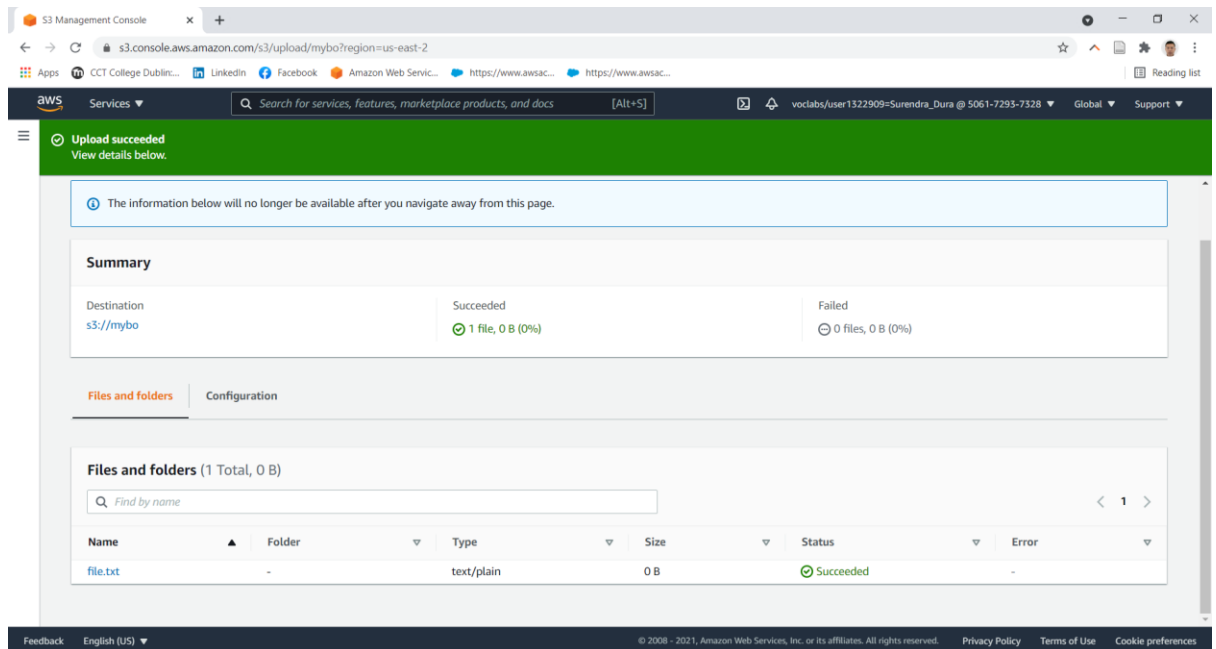 S3 Management Console
s3.console.aws.amazon.com/s3/upload/mybo?region=us-east-2
Apps CCT College Dublin:... LinkedIn Facebook Amazon Web Servic... https://www.awsac... https://www.awsac... Reading list
aws Services ▼ Search for services, features, marketplace products, and docs [Alt+S] voclabs/user1322909=Surendra_Dura @ 5061-7293-7328 ▼ Global ▼ Support ▼
Upload succeeded
View details below.
The information below will no longer be available after you navigate away from this page.
Summary
Destination Succeeded Failed
s3://mybo 1 file, 0 B (0%) 0 files, 0 B (0%)
Files and folders Configuration
Files and folders (1 Total, 0 B)
Find by name 1
Name Folder Type Size Status Error
file.txt - text/plain 0 B Succeeded -
Feedback English (US) ▼ © 2008 - 2021, Amazon Web Services, Inc. or its affiliates. All rights reserved. Privacy Policy Terms of Use Cookie preferences